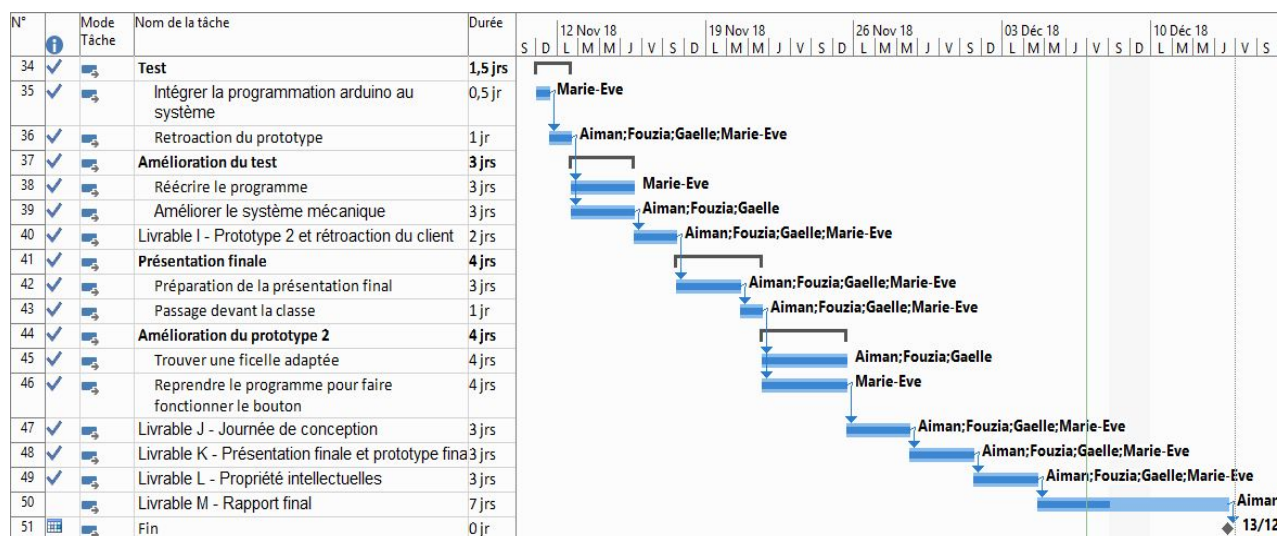 N° Mode Tâche Nom de la tâche Durée
12 Nov 18 19 Nov 18 26 Nov 18 03 Déc 18 10 Déc 18
S D L M M J V S D L M M J V S D L M M J V S D L M M J V S D L M M J V S
34 Test 1,5 jrs
35 Intégrer la programmation arduino au système 0,5 jr Marie-Eve
36 Retroaction du prototype 1 jr Aiman;Fouzia;Gaelle;Marie-Eve
37 Amélioration du test 3 jrs
38 Réécrire le programme 3 jrs Marie-Eve
39 Améliorer le système mécanique 3 jrs Aiman;Fouzia;Gaelle
40 Livrable I - Prototype 2 et rétroaction du client 2 jrs Aiman;Fouzia;Gaelle;Marie-Eve
41 Présentation finale 4 jrs
42 Préparation de la présentation final 3 jrs Aiman;Fouzia;Gaelle;Marie-Eve
43 Passage devant la classe 1 jr Aiman;Fouzia;Gaelle;Marie-Eve
44 Amélioration du prototype 2 4 jrs
45 Trouver une ficelle adaptée 4 jrs Aiman;Fouzia;Gaelle
46 Reprendre le programme pour faire fonctionner le bouton 4 jrs Marie-Eve
47 Livrable J - Journée de conception 3 jrs Aiman;Fouzia;Gaelle;Marie-Eve
48 Livrable K - Présentation finale et prototype fina 3 jrs Aiman;Fouzia;Gaelle;Marie-Eve
49 Livrable L - Propriété intellectuelles 3 jrs Aiman;Fouzia;Gaelle;Marie-Eve
50 Livrable M - Rapport final 7 jrs Aiman
51 Fin 0 jr 13/12